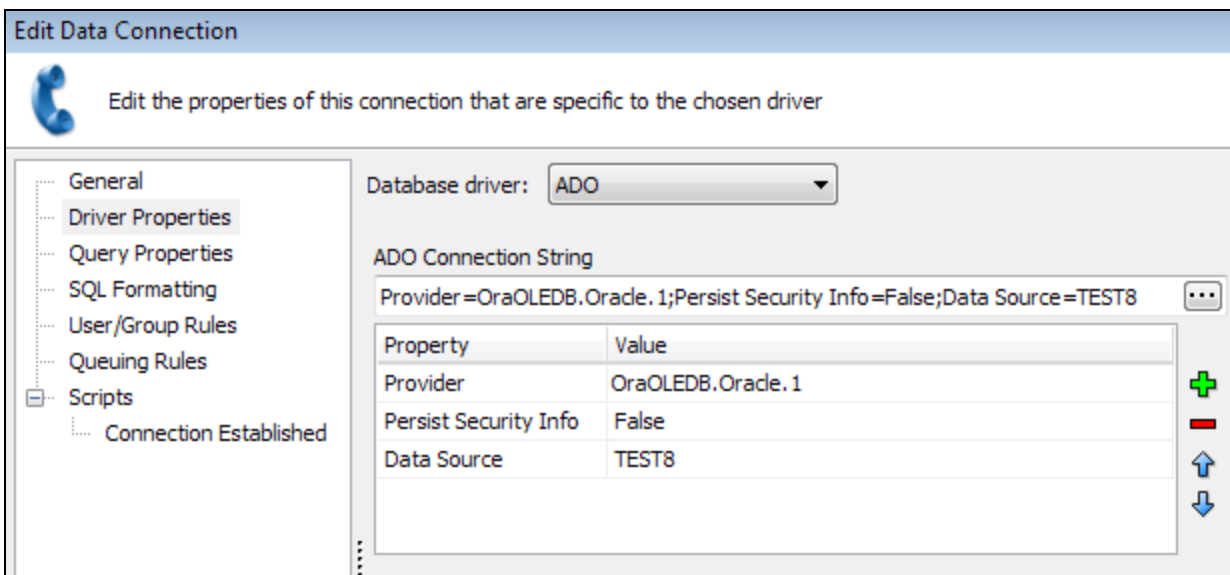 Edit Data Connection
Edit the properties of this connection that are specific to the chosen driver
General
Driver Properties
Query Properties
SQL Formatting
User/Group Rules
Queuing Rules
Scripts
Connection Established
Database driver: ADO
ADO Connection String
Provider=OraOLEDB.Oracle.1;Persist Security Info=False;Data Source=TEST8
Property Value
Provider OraOLEDB.Oracle.1
Persist Security Info False
Data Source TEST8